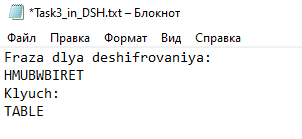 *Task3_in_DSH.txt – Блокнот
Файл Правка Формат Вид Справка
Fraza dlya deshifrovaniya:
HMUBWBIRET
Klyuch:
TABLE